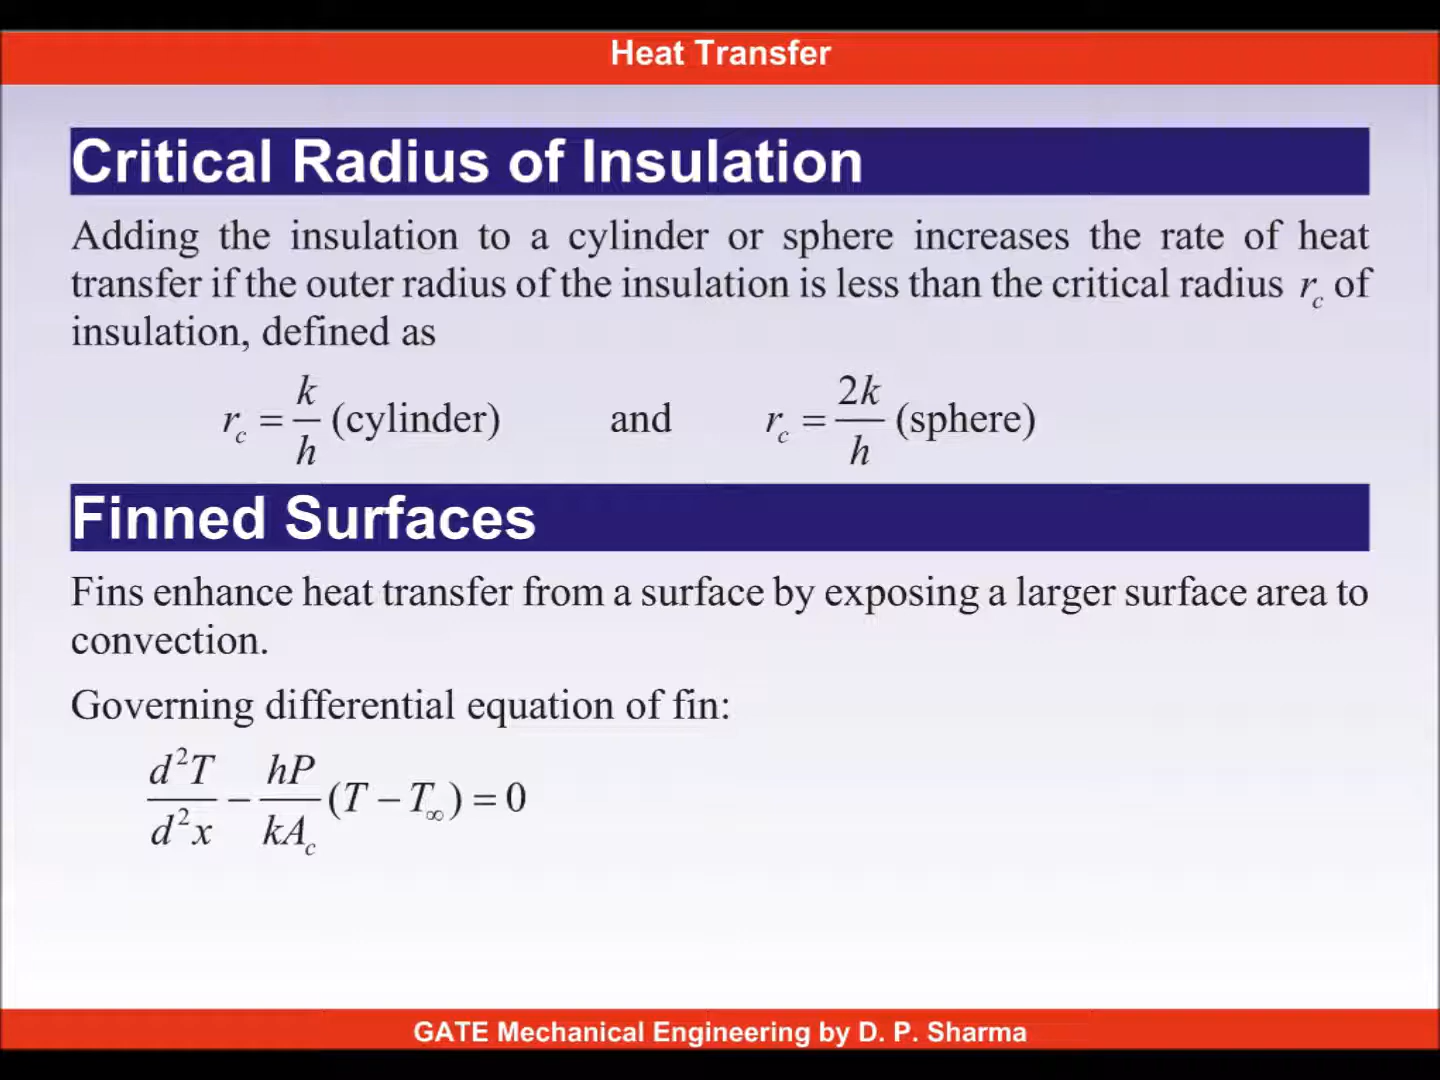 Heat Transfer
Critical Radius of Insulation
Adding the insulation to a cylinder or sphere increases the rate of heat
transfer if the outer radius of the insulation is less than the critical radius r_c of
insulation, defined as
r_c = k/h (cylinder) and r_c = 2k/h (sphere)
Finned Surfaces
Fins enhance heat transfer from a surface by exposing a larger surface area to
convection.
Governing differential equation of fin:
d²T/d²x − hP/kA_c (T − T_∞) = 0
GATE Mechanical Engineering by D. P. Sharma